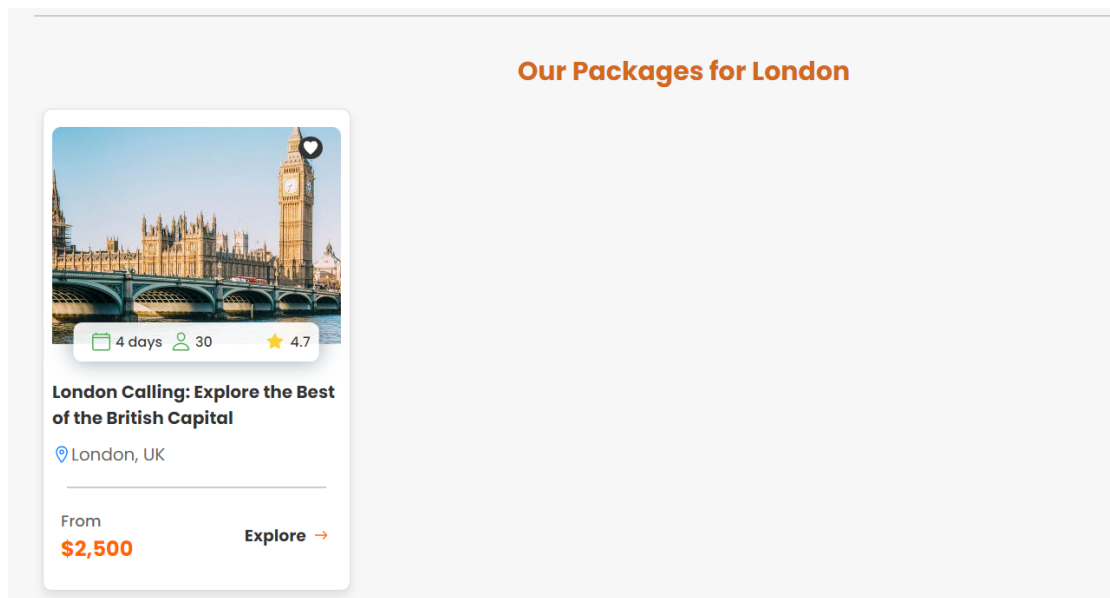 Our Packages for London
4 days 30 4.7
London Calling: Explore the Best
of the British Capital
London, UK
From
$2,500
Explore →